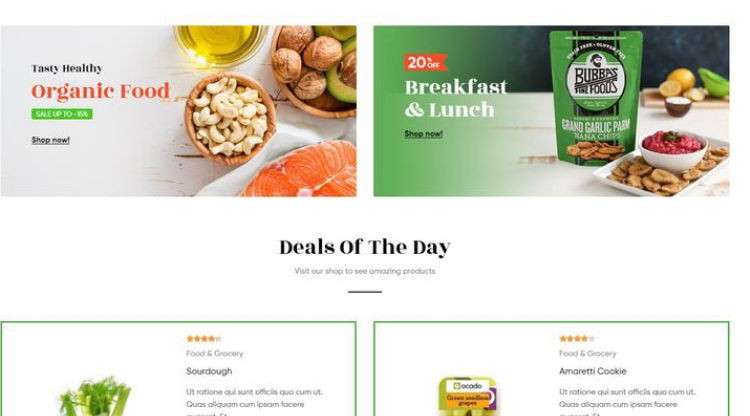 Tasty Healthy
Organic Food
SALE UP TO -15%
Shop now!
20% OFF
Breakfast
& Lunch
Shop now!
GRAIN FREE • GLUTEN FREE
BUBBA'S
FINE FOODS
GRAND GARLIC PARM
'NANA CHIPS
Deals Of The Day
Visit our shop to see amazing products
Food & Grocery
Sourdough
Ut ratione qui sunt officiis quo cum ut.
Quas aliquam cum ipsam facere
Food & Grocery
Amaretti Cookie
Ut ratione qui sunt officiis quo cum ut.
Quas aliquam cum ipsam facere
ocado
Green seedless
grapes